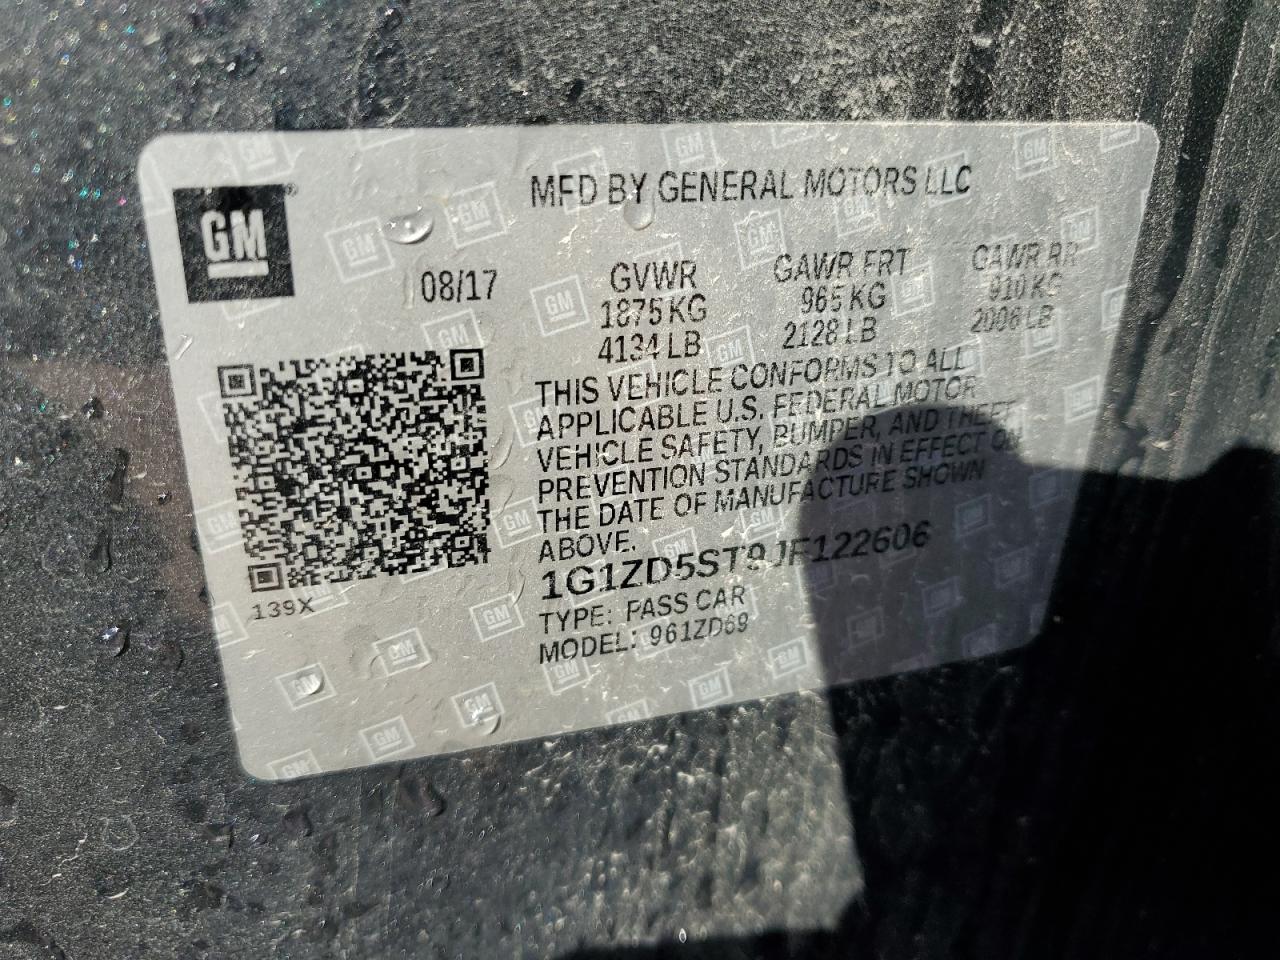 GM
MFD BY GENERAL MOTORS LLC
08/17
GVWR
1875 KG
4134 LB
GAWR FRT
965 KG
2128 LB
GAWR RR
910 KG
2006 LB
THIS VEHICLE CONFORMS TO ALL
APPLICABLE U.S. FEDERAL MOTOR
VEHICLE SAFETY, BUMPER, AND THEFT
PREVENTION STANDARDS IN EFFECT ON
THE DATE OF MANUFACTURE SHOWN
ABOVE.
1G1ZD5ST9JF122606
TYPE: PASS CAR
MODEL: 961ZD69
139X